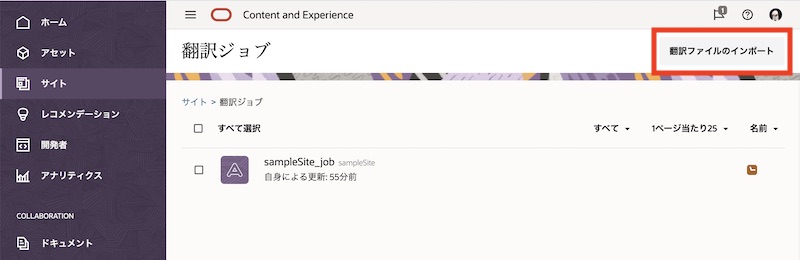 ホーム
アセット
サイト
レコメンデーション
開発者
アナリティクス
COLLABORATION
ドキュメント
Content and Experience
1
翻訳ジョブ
翻訳ファイルのインポート
サイト > 翻訳ジョブ
すべて選択
すべて
1ページ当たり25
名前
sampleSite_job sampleSite
自身による更新: 55分前